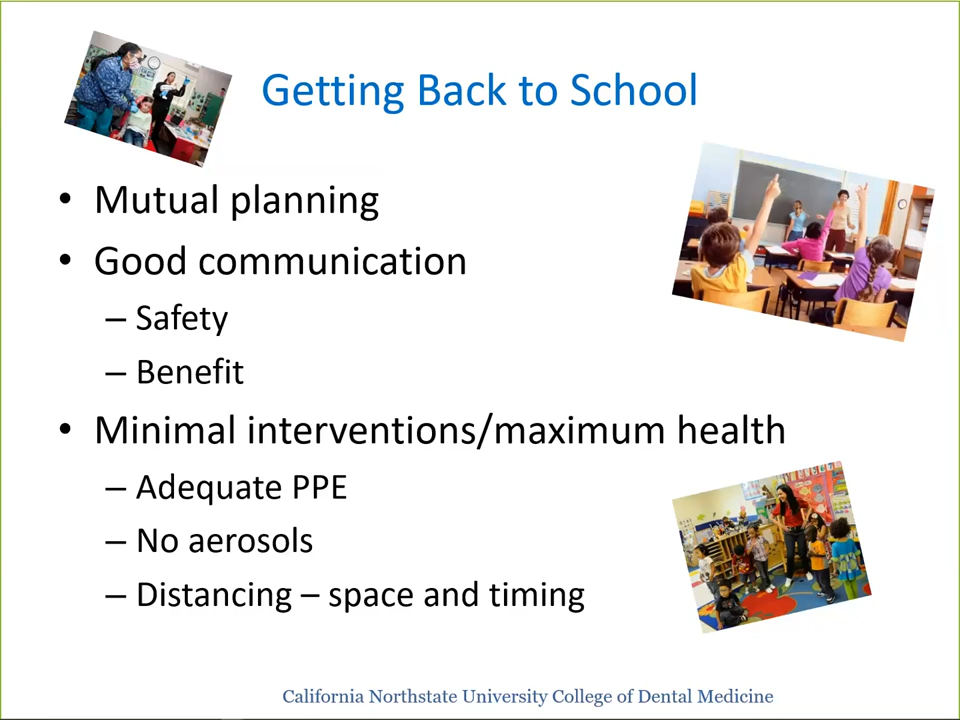 Getting Back to School
• Mutual planning
• Good communication
– Safety
– Benefit
• Minimal interventions/maximum health
– Adequate PPE
– No aerosols
– Distancing – space and timing
California Northstate University College of Dental Medicine